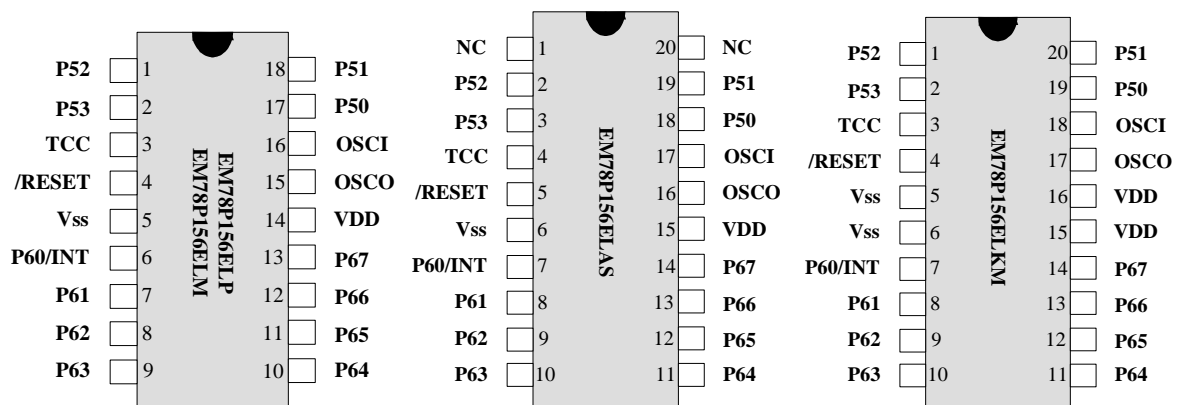 P52 1 18 P51
P53 2 17 P50
TCC 3 16 OSCI
/RESET 4 15 OSCO
Vss 5 14 VDD
P60/INT 6 13 P67
P61 7 12 P66
P62 8 11 P65
P63 9 10 P64
EM78P156ELP
EM78P156ELM
NC 1 20 NC
P52 2 19 P51
P53 3 18 P50
TCC 4 17 OSCI
/RESET 5 16 OSCO
Vss 6 15 VDD
P60/INT 7 14 P67
P61 8 13 P66
P62 9 12 P65
P63 10 11 P64
EM78P156ELAS
P52 1 20 P51
P53 2 19 P50
TCC 3 18 OSCI
/RESET 4 17 OSCO
Vss 5 16 VDD
Vss 6 15 VDD
P60/INT 7 14 P67
P61 8 13 P66
P62 9 12 P65
P63 10 11 P64
EM78P156ELKM